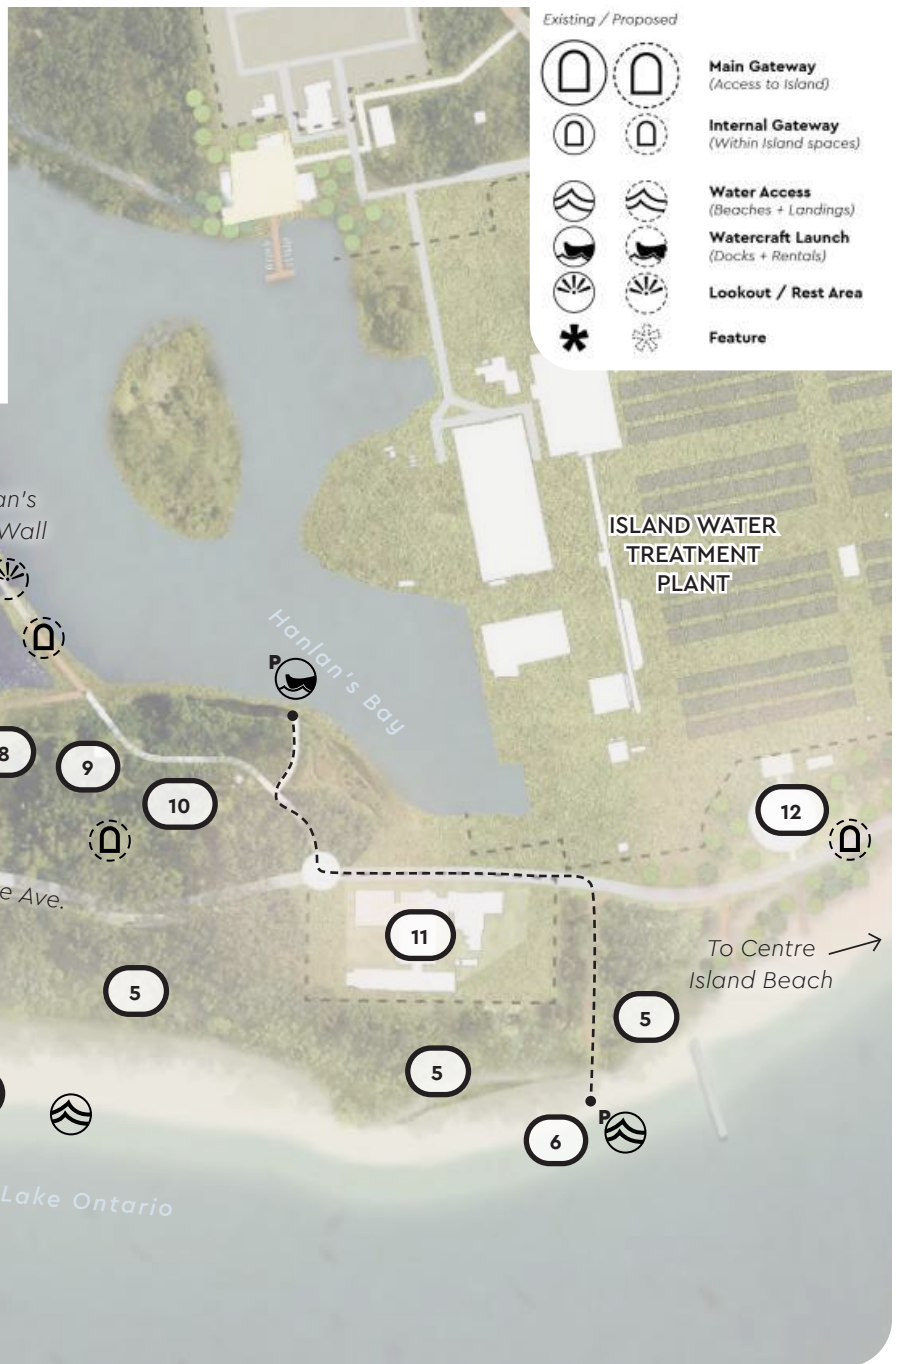 Existing / Proposed
Main Gateway
(Access to Island)
Internal Gateway
(Within Island spaces)
Water Access
(Beaches + Landings)
Watercraft Launch
(Docks + Rentals)
Lookout / Rest Area
Feature
an's
Wall
ISLAND WATER
TREATMENT
PLANT
Hanlan's Bay
P
8
9
10
12
e Ave.
11
To Centre
Island Beach
5
5
5
P
6
Lake Ontario